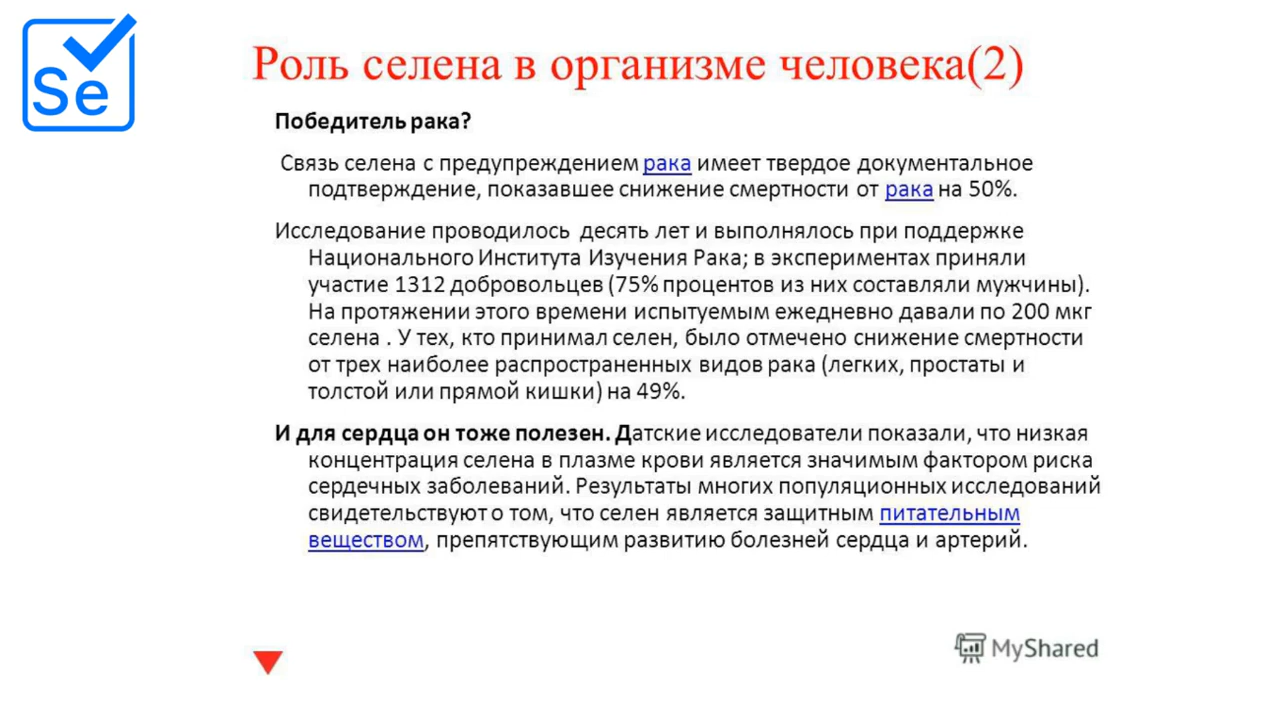 Se
Роль селена в организме человека(2)
Победитель рака?
Связь селена с предупреждением рака имеет твердое документальное
подтверждение, показавшее снижение смертности от рака на 50%.
Исследование проводилось десять лет и выполнялось при поддержке
Национального Института Изучения Рака; в экспериментах приняли
участие 1312 добровольцев (75% процентов из них составляли мужчины).
На протяжении этого времени испытуемым ежедневно давали по 200 мкг
селена . У тех, кто принимал селен, было отмечено снижение смертности
от трех наиболее распространенных видов рака (легких, простаты и
толстой или прямой кишки) на 49%.
И для сердца он тоже полезен. Датские исследователи показали, что низкая
концентрация селена в плазме крови является значимым фактором риска
сердечных заболеваний. Результаты многих популяционных исследований
свидетельствуют о том, что селен является защитным питательным
веществом, препятствующим развитию болезней сердца и артерий.
MyShared